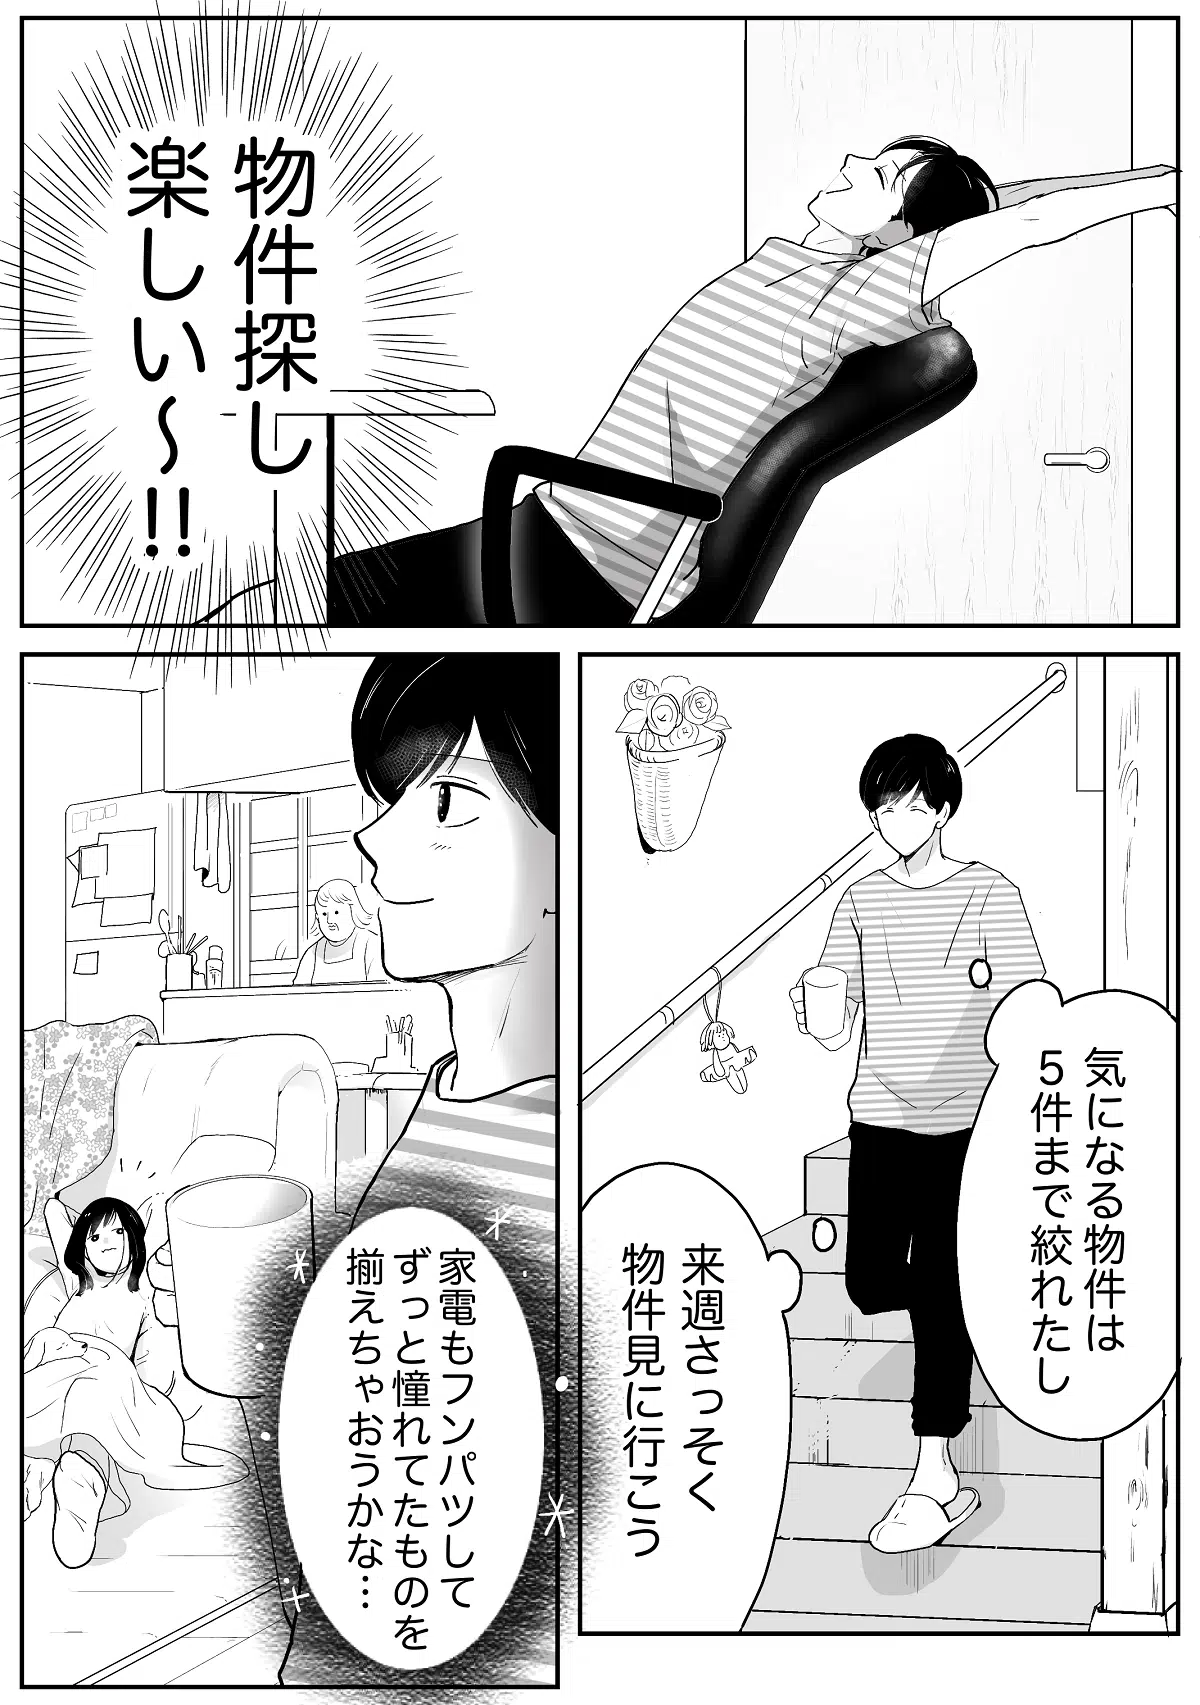 物件探し
楽しい～!!
気になる物件は
５件まで絞れたし
来週さっそく
物件見に行こう
家電もフンパツして
ずっと憧れてたものを
揃えちゃおうかな…